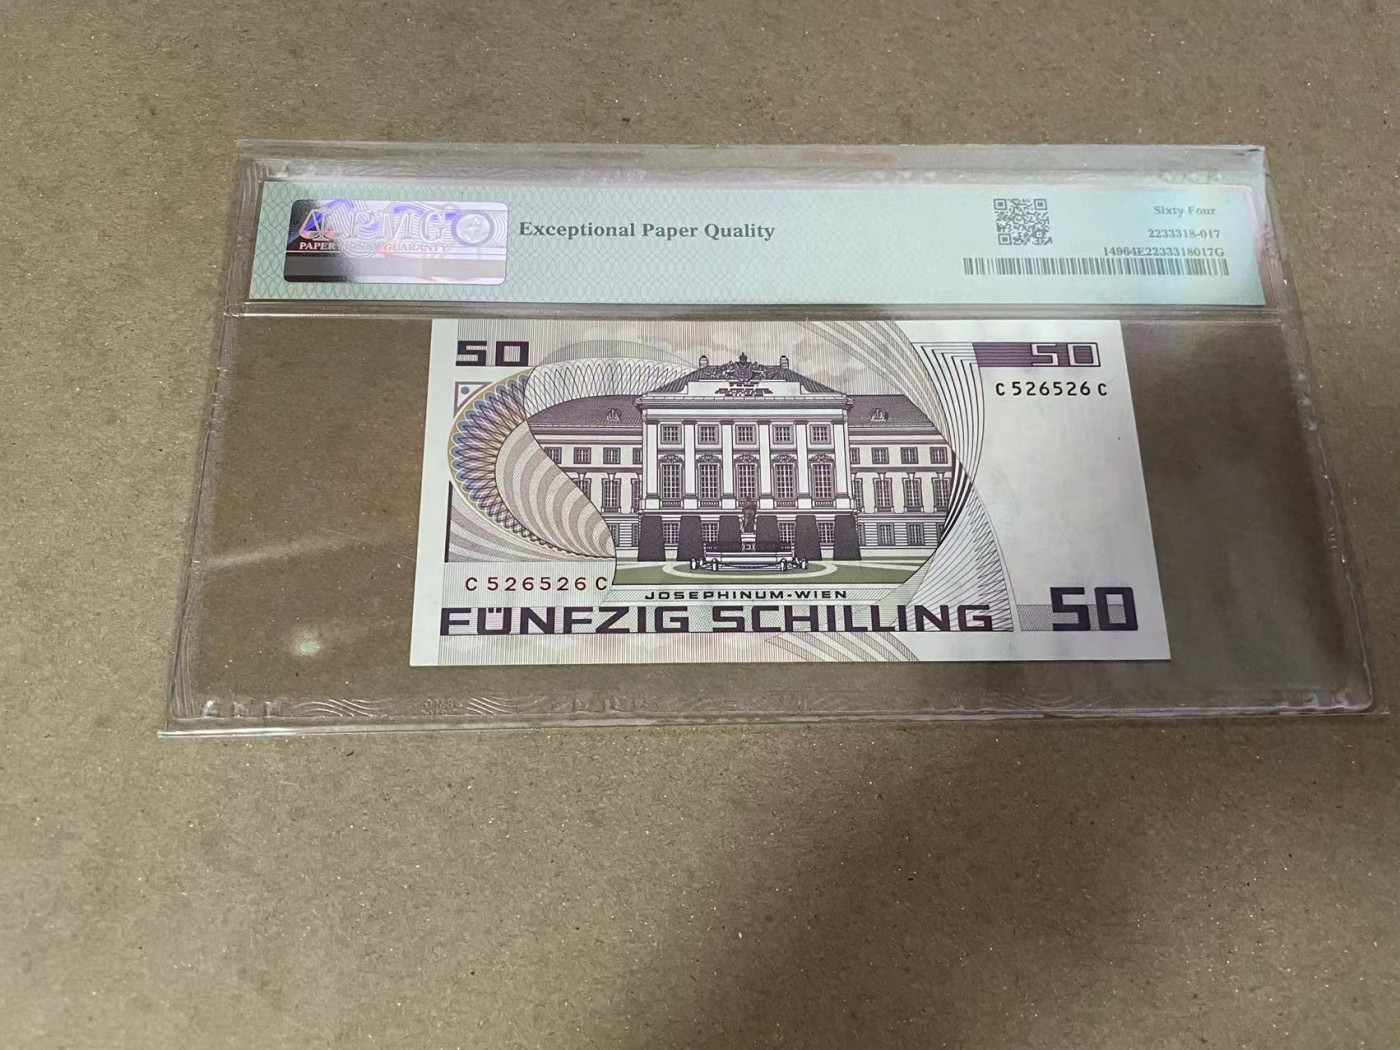 PMG
PAPER MONEY GUARANTY
Exceptional Paper Quality
Sixty Four
2233318-017
14964E2233318017G
50
50
C 526526 C
C 526526 C
JOSEPHINUM-WIEN
FÜNFZIG SCHILLING
50